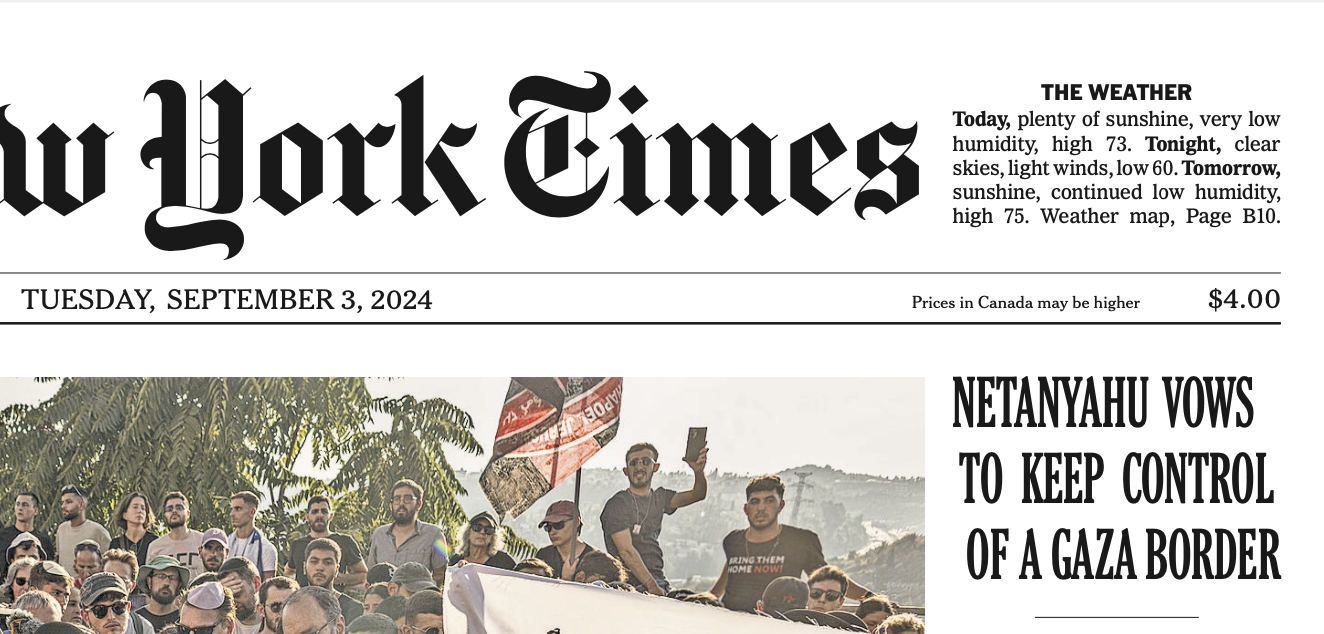 w York Times
THE WEATHER
Today, plenty of sunshine, very low
humidity, high 73. Tonight, clear
skies, light winds, low 60. Tomorrow,
sunshine, continued low humidity,
high 75. Weather map, Page B10.
TUESDAY, SEPTEMBER 3, 2024
Prices in Canada may be higher
$4.00
NETANYAHU VOWS
TO KEEP CONTROL
OF A GAZA BORDER
HAPOEL
BRING THEM
HOME NOW!